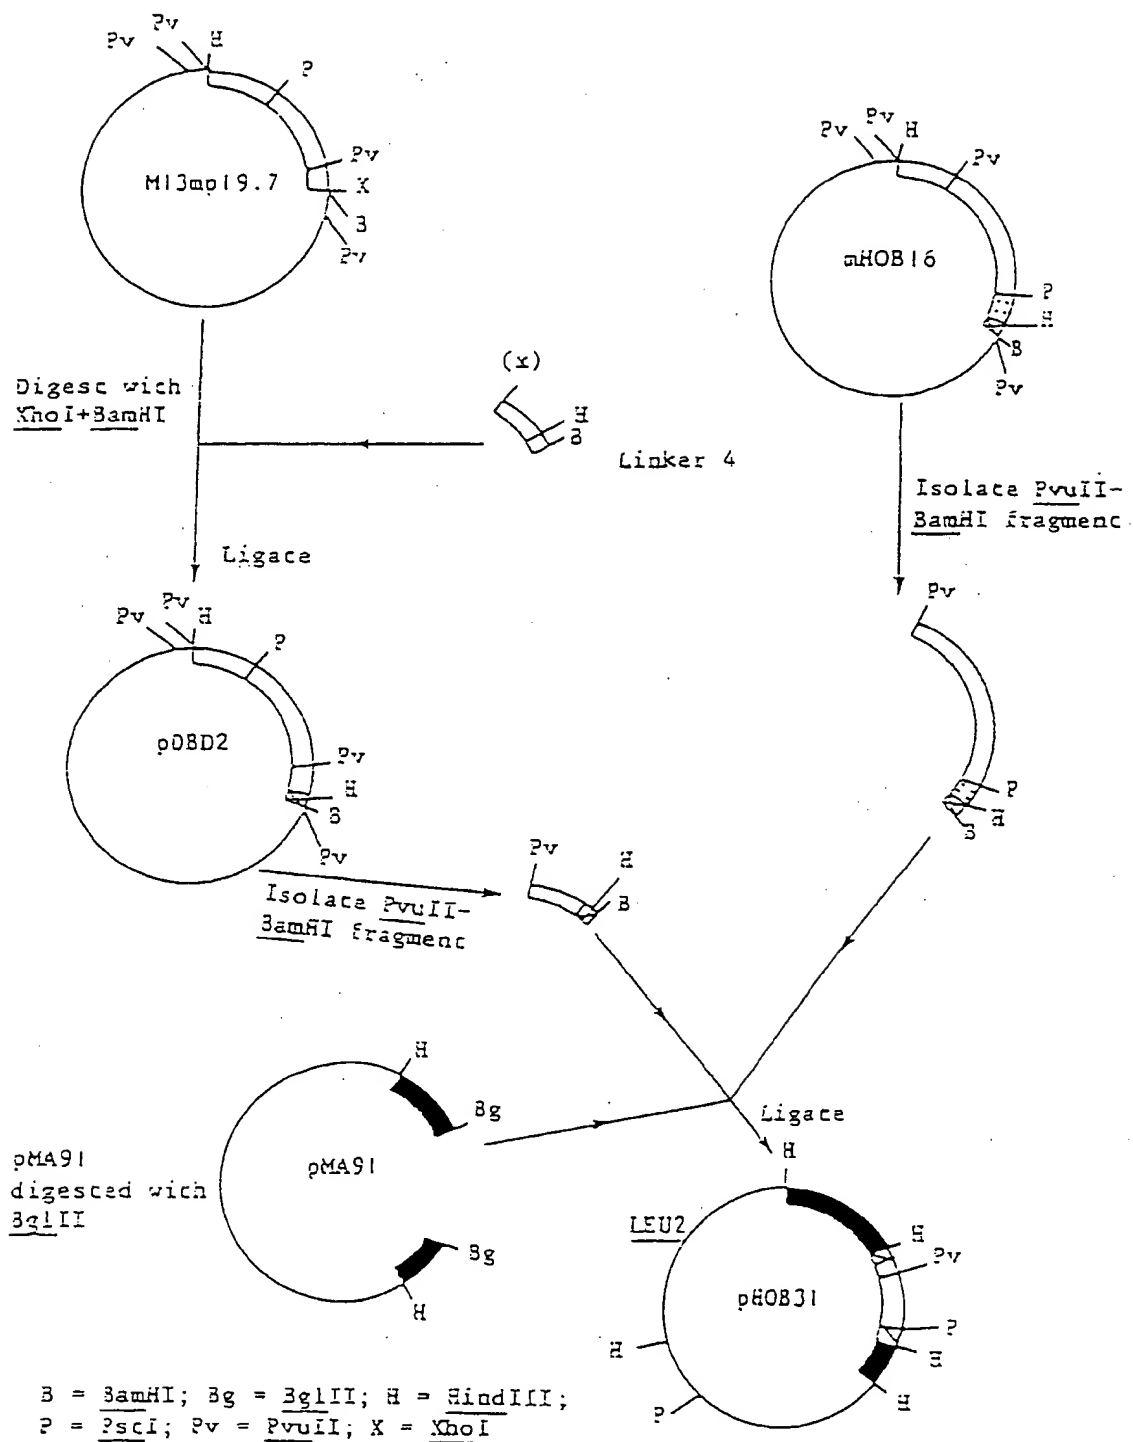 Pv
Pv
H
P
Pv
X
B
Pv
M13mp19.7
Pv
Pv
H
Pv
mHOB16
P
H
B
Pv
Digest with
XhoI+BamHI
(x)
H
B
Linker 4
Isolate PvuII-
BamHI fragment
Ligate
Pv
Pv
H
P
pDBD2
Pv
H
B
Pv
Pv
P
H
B
Isolate PvuII-
BamHI fragment
Pv
H
B
H
Bg
pMA91
pMA91
digested with
BglII
Bg
H
Ligate
H
LEU2
H
Pv
pHOB31
P
H
H
H
P
B = BamHI; Bg = BglII; H = HindIII;
P = PstI; Pv = PvuII; X = XhoI